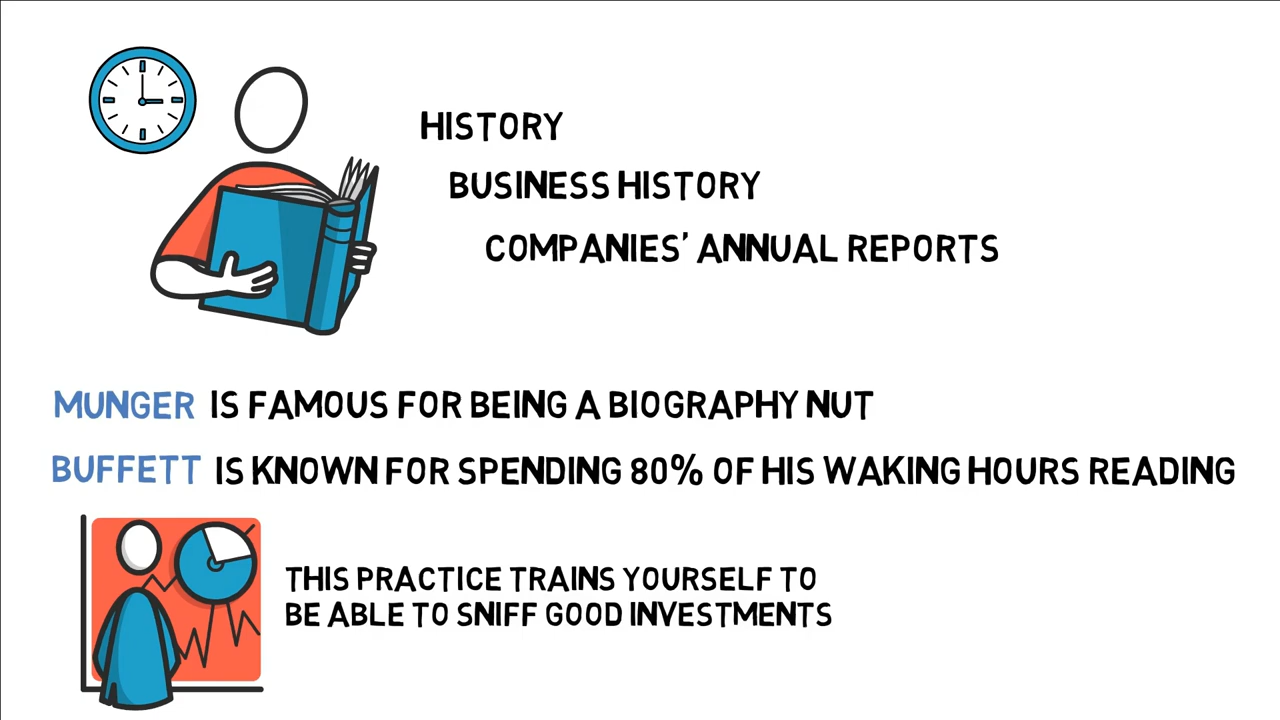 HISTORY
BUSINESS HISTORY
COMPANIES' ANNUAL REPORTS
MUNGER IS FAMOUS FOR BEING A BIOGRAPHY NUT
BUFFETT IS KNOWN FOR SPENDING 80% OF HIS WAKING HOURS READING
THIS PRACTICE TRAINS YOURSELF TO
BE ABLE TO SNIFF GOOD INVESTMENTS